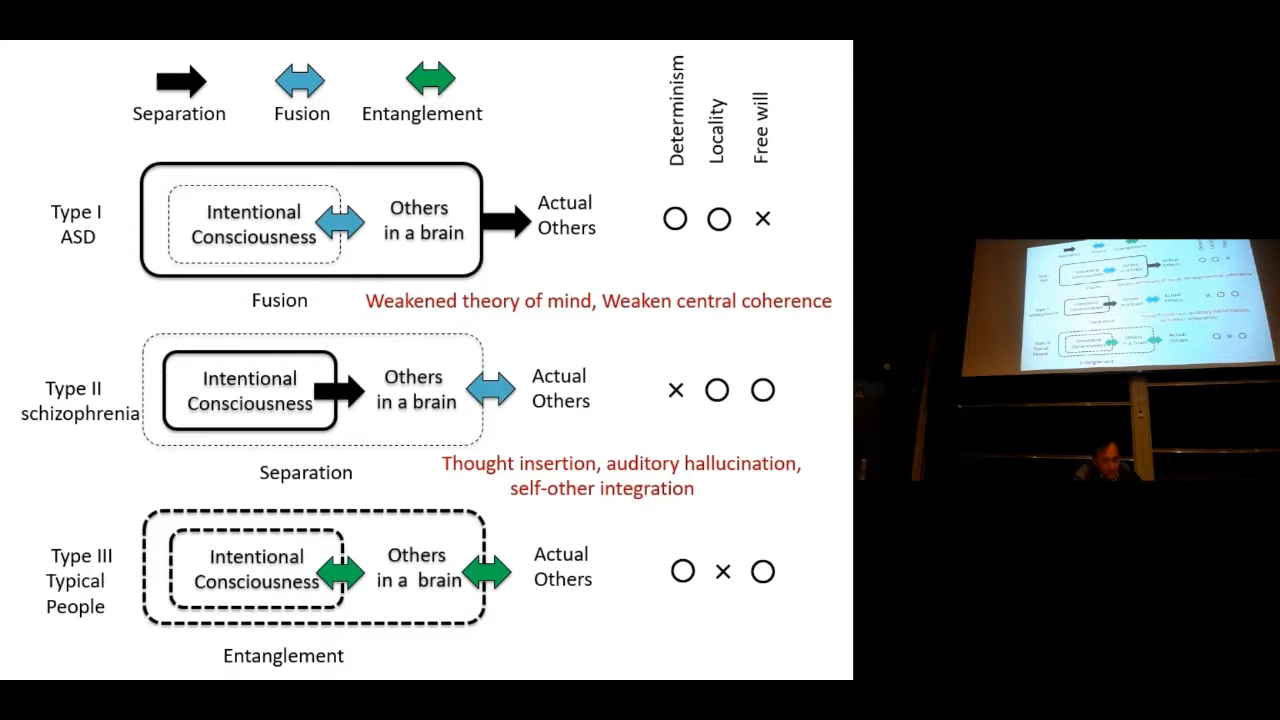 Separation
Fusion
Entanglement
Determinism
Locality
Free will
Type I
ASD
Intentional
Consciousness
Others
in a brain
Actual
Others
○ ○ ×
Fusion
Weakened theory of mind, Weaken central coherence
Type II
schizophrenia
Intentional
Consciousness
Others
in a brain
Actual
Others
× ○ ○
Separation
Thought insertion, auditory hallucination,
self-other integration
Type III
Typical
People
Intentional
Consciousness
Others
in a brain
Actual
Others
○ × ○
Entanglement